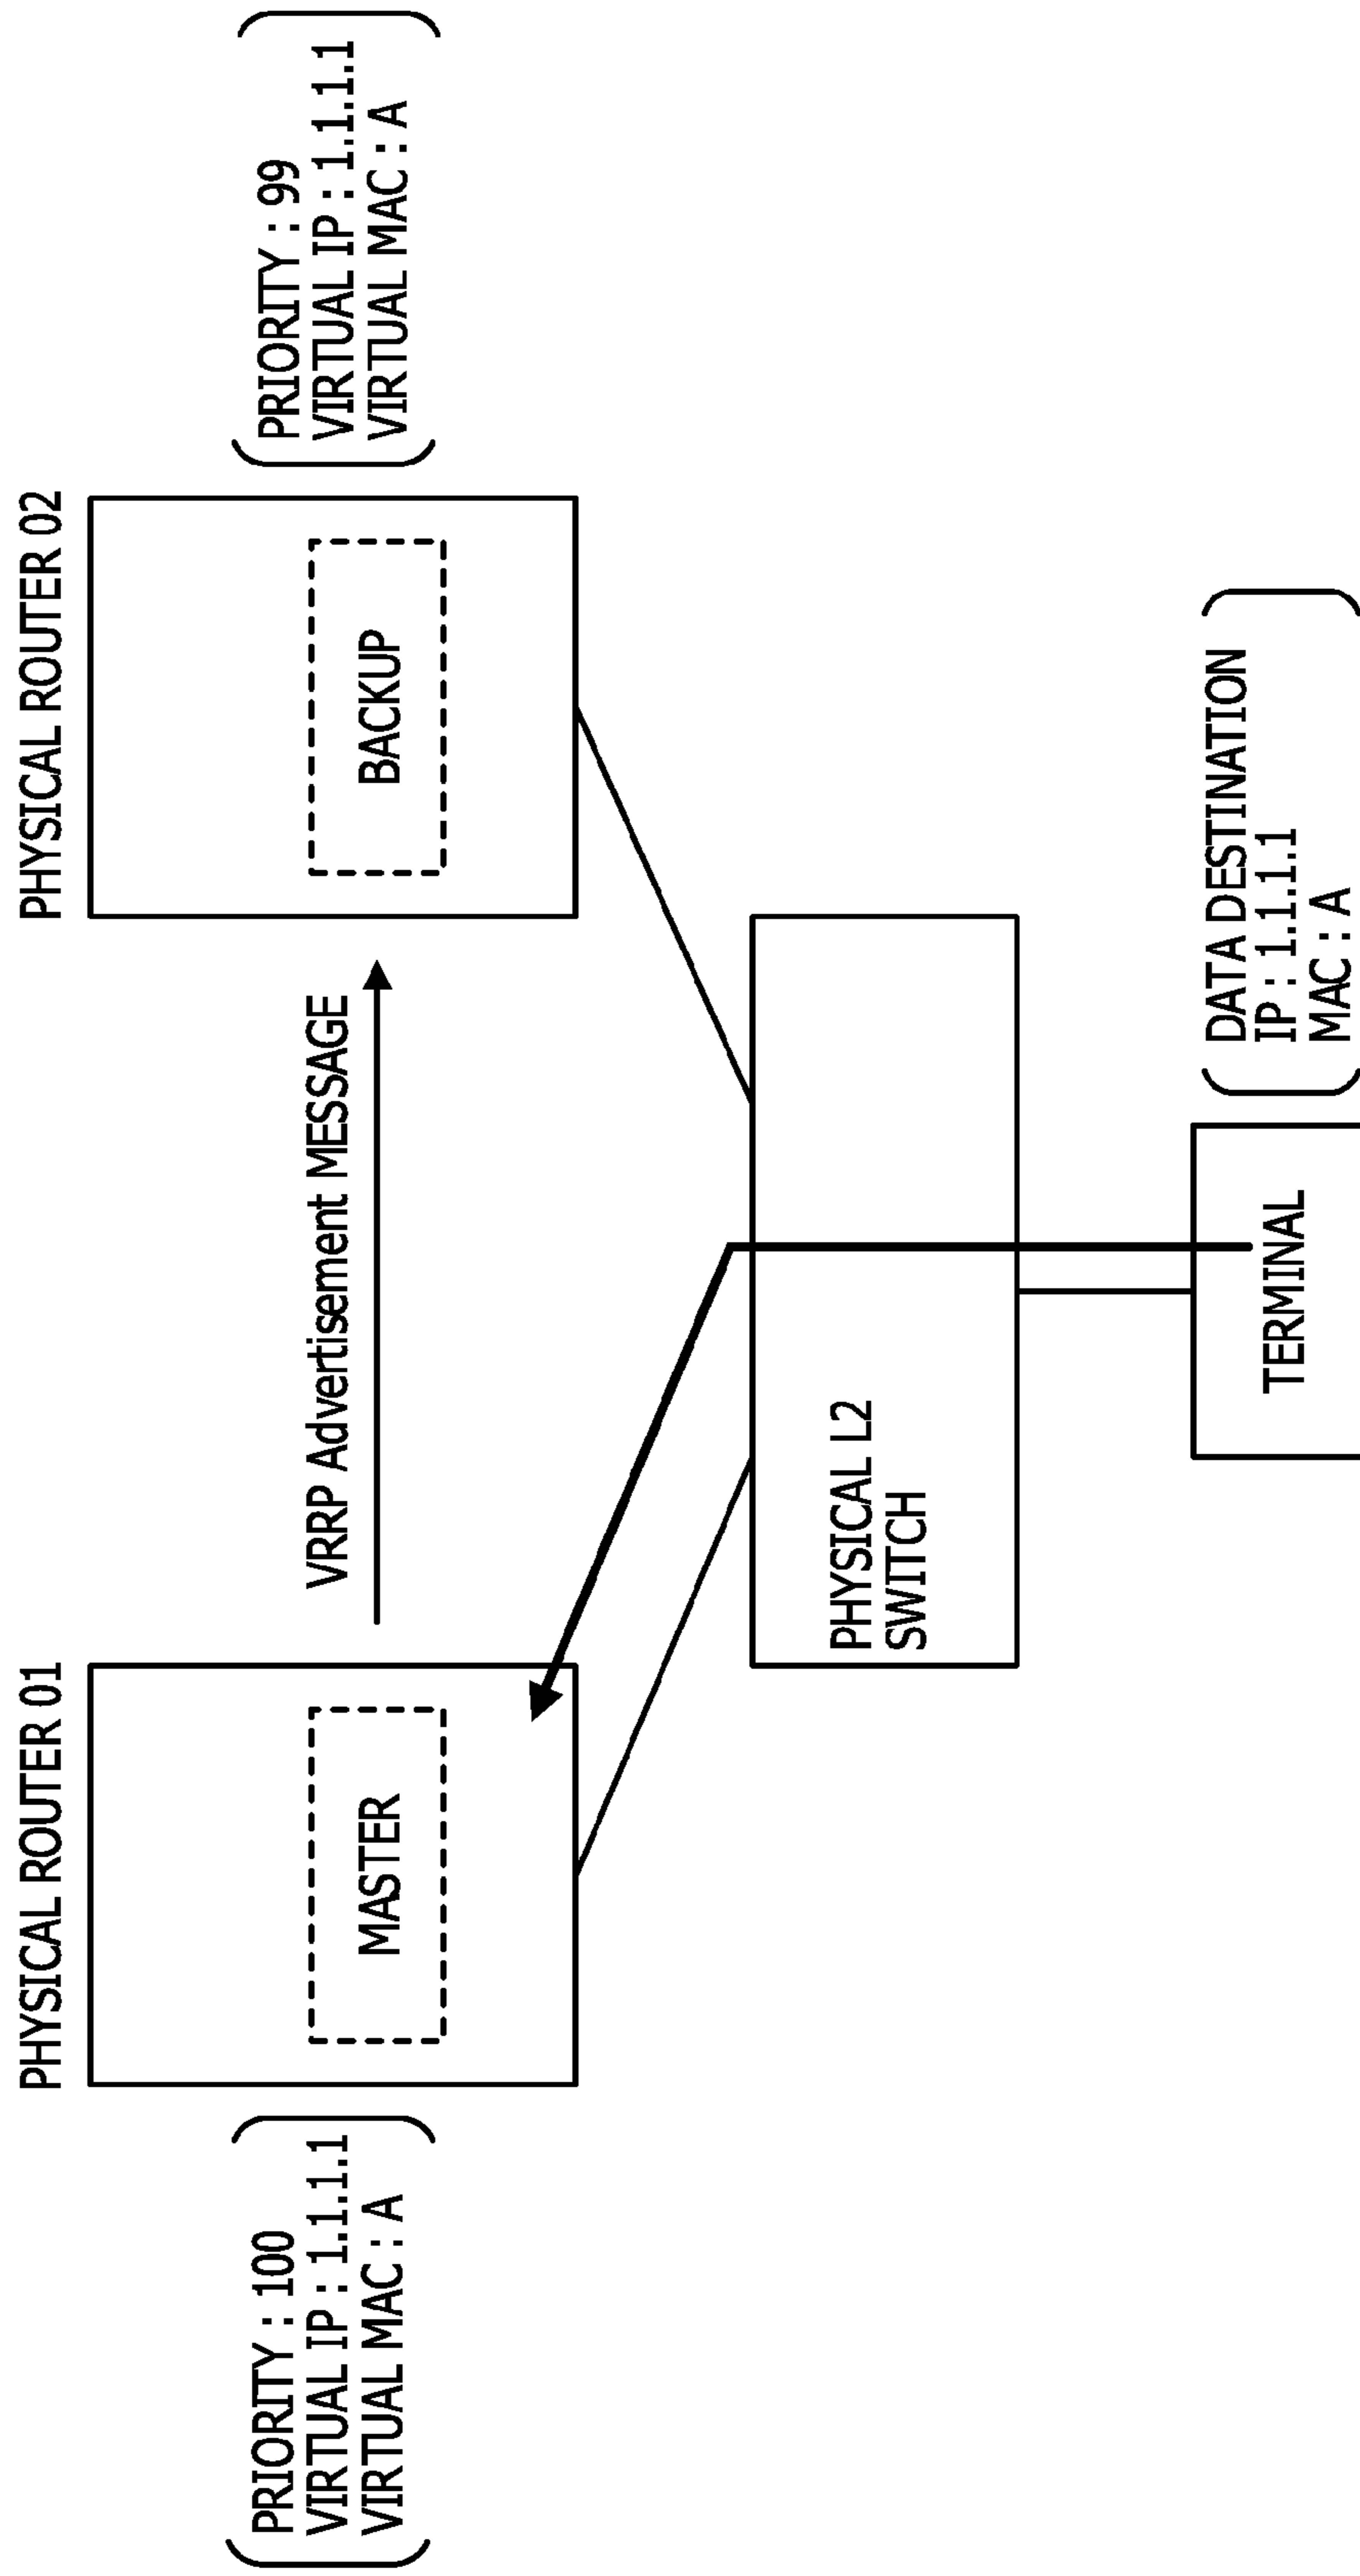 PHYSICAL ROUTER 01
PHYSICAL ROUTER 02
PRIORITY : 100
VIRTUAL IP : 1.1.1.1
VIRTUAL MAC : A
MASTER
VRRP Advertisement MESSAGE
BACKUP
PRIORITY : 99
VIRTUAL IP : 1.1.1.1
VIRTUAL MAC : A
PHYSICAL L2
SWITCH
TERMINAL
DATA DESTINATION
IP : 1.1.1.1
MAC : A